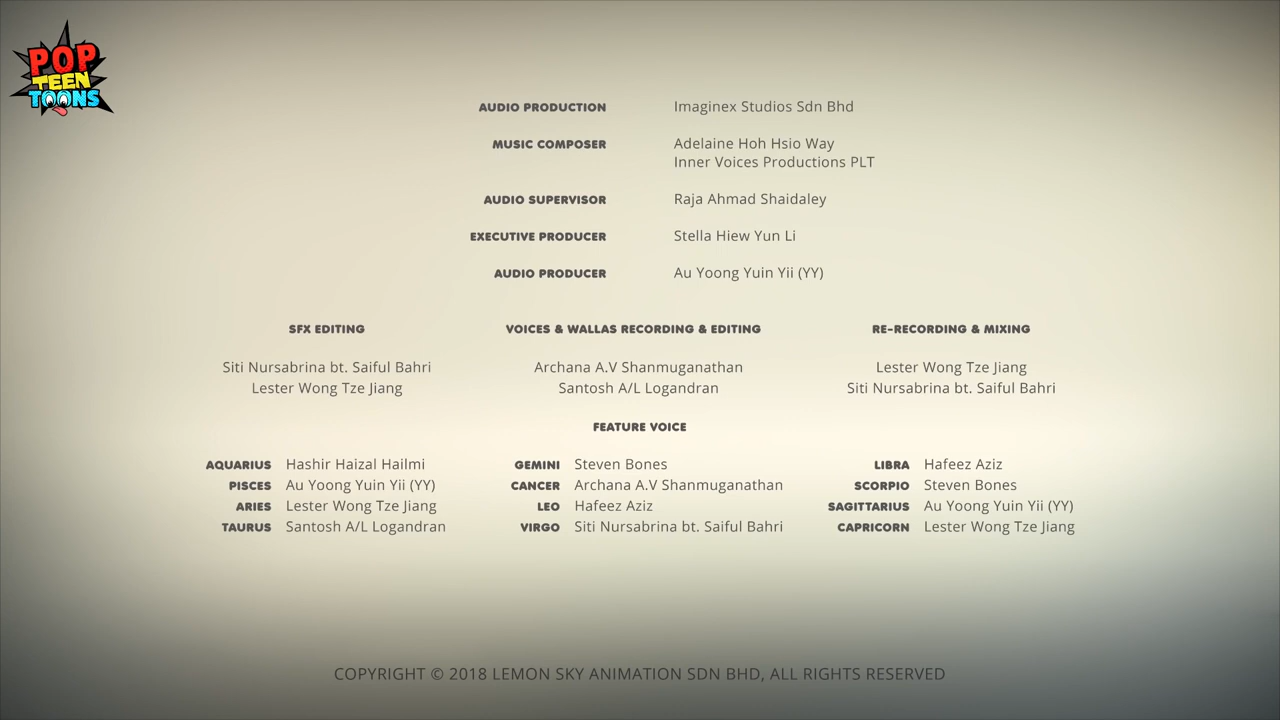 POP
TEEN
TOONS
AUDIO PRODUCTION Imaginex Studios Sdn Bhd
MUSIC COMPOSER Adelaine Hoh Hsio Way
Inner Voices Productions PLT
AUDIO SUPERVISOR Raja Ahmad Shaidaley
EXECUTIVE PRODUCER Stella Hiew Yun Li
AUDIO PRODUCER Au Yoong Yuin Yii (YY)
SFX EDITING
Siti Nursabrina bt. Saiful Bahri
Lester Wong Tze Jiang
VOICES & WALLAS RECORDING & EDITING
Archana A.V Shanmuganathan
Santosh A/L Logandran
RE-RECORDING & MIXING
Lester Wong Tze Jiang
Siti Nursabrina bt. Saiful Bahri
FEATURE VOICE
AQUARIUS Hashir Haizal Hailmi
PISCES Au Yoong Yuin Yii (YY)
ARIES Lester Wong Tze Jiang
TAURUS Santosh A/L Logandran
GEMINI Steven Bones
CANCER Archana A.V Shanmuganathan
LEO Hafeez Aziz
VIRGO Siti Nursabrina bt. Saiful Bahri
LIBRA Hafeez Aziz
SCORPIO Steven Bones
SAGITTARIUS Au Yoong Yuin Yii (YY)
CAPRICORN Lester Wong Tze Jiang
COPYRIGHT © 2018 LEMON SKY ANIMATION SDN BHD, ALL RIGHTS RESERVED